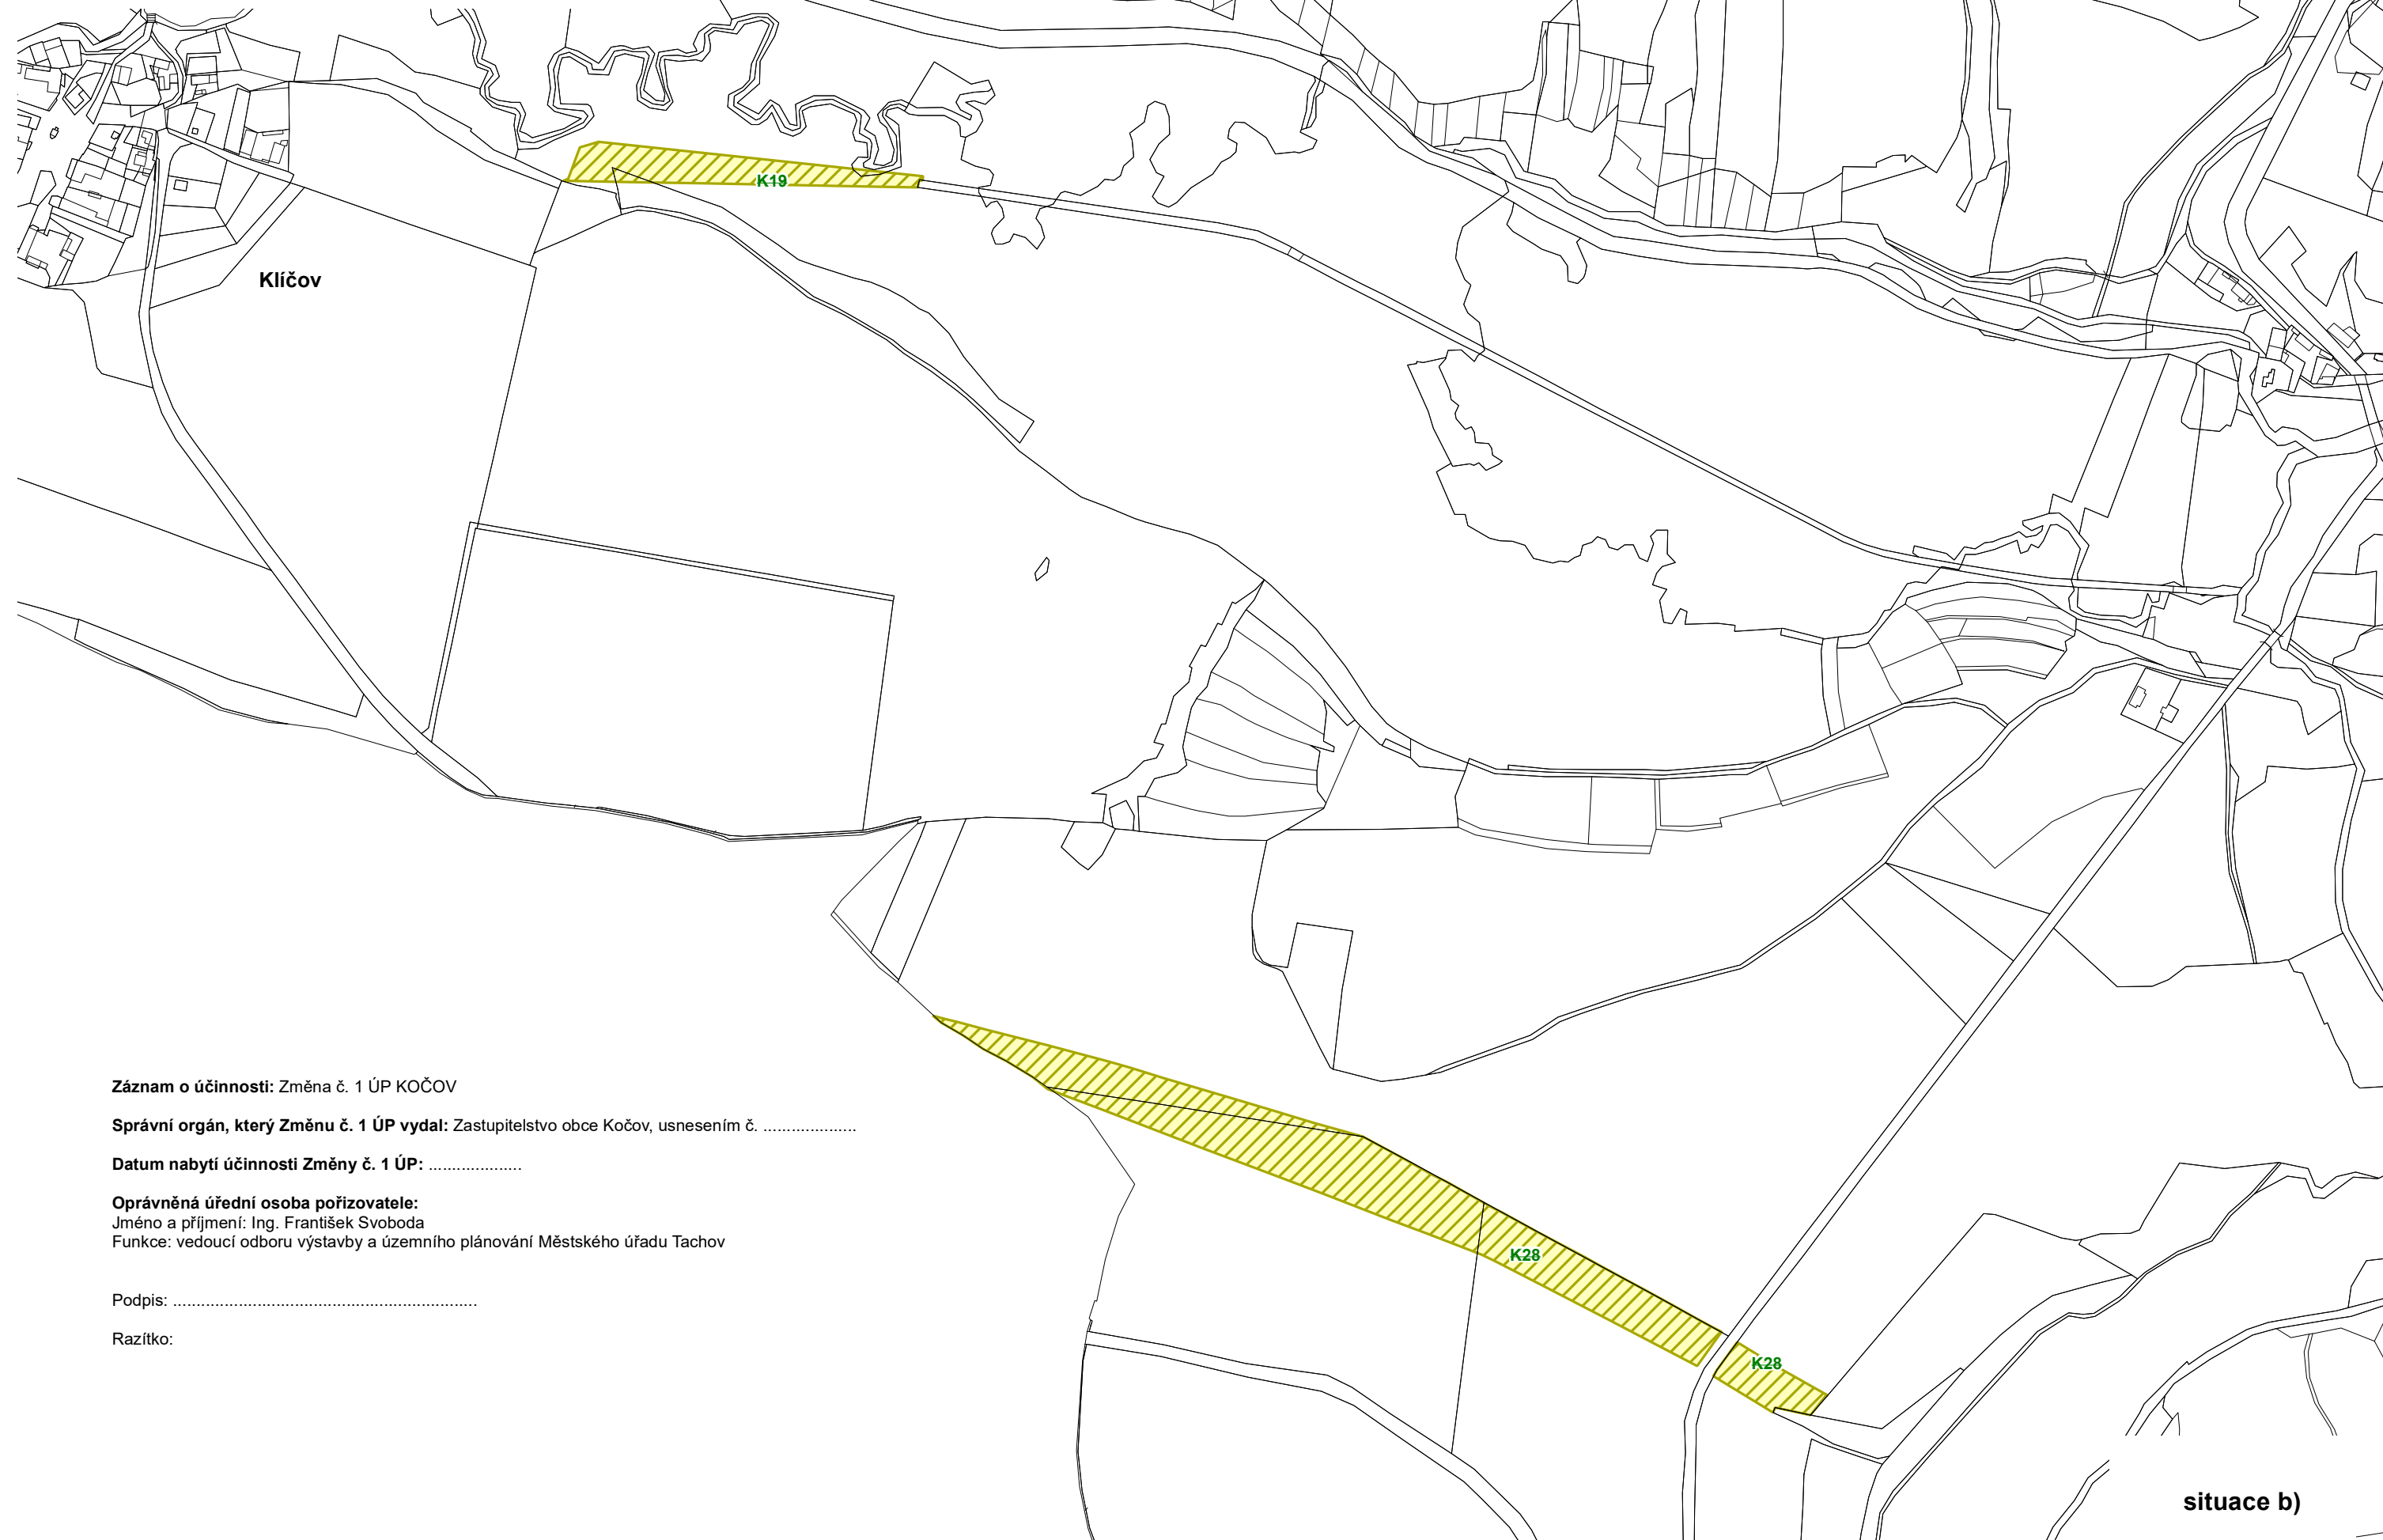 K19
Klíčov
Záznam o účinnosti: Změna č. 1 ÚP KOČOV
Správní orgán, který Změnu č. 1 ÚP vydal: Zastupitelstvo obce Kočov, usnesením č. ....................
Datum nabytí účinnosti Změny č. 1 ÚP: ....................
Oprávněná úřední osoba pořizovatele:
Jméno a příjmení: Ing. František Svoboda
Funkce: vedoucí odboru výstavby a územního plánování Městského úřadu Tachov
K28
Podpis: .................................................................
Razítko:
K28
situace b)